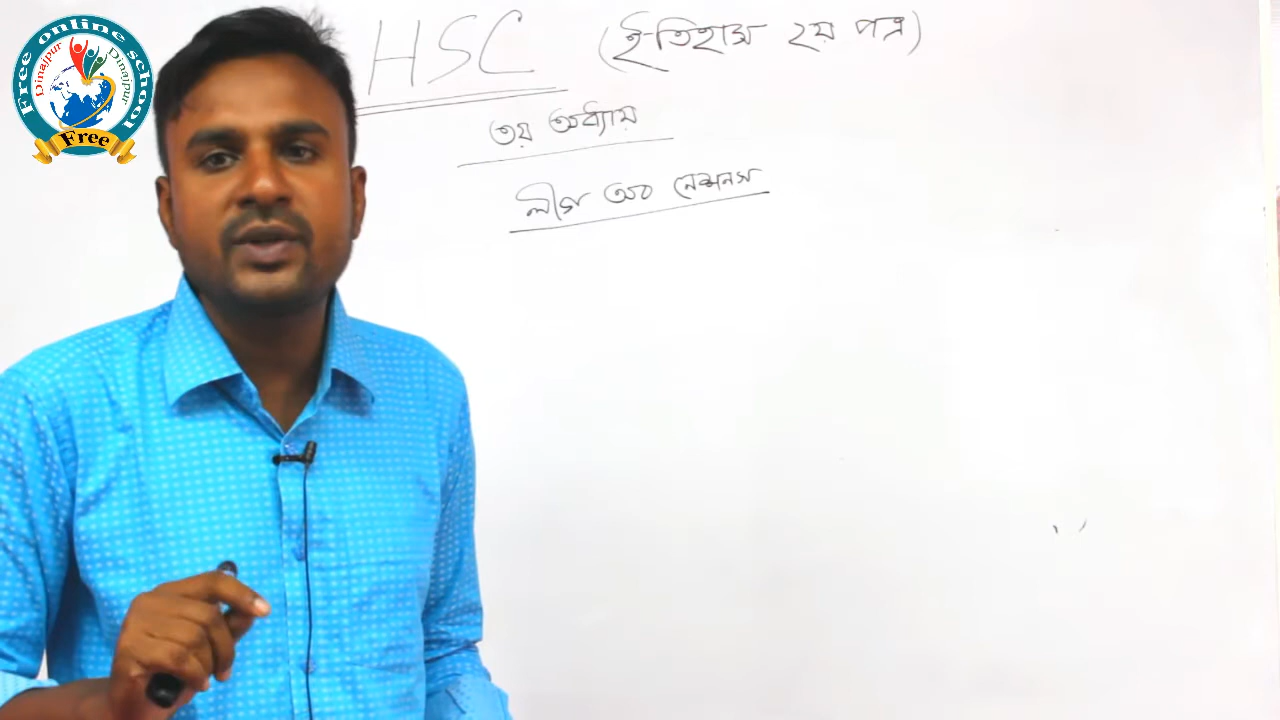 Free online school
Dinajpur Dinajpur
Free
HSC (ইতিহাস ২য় পত্র)
৩য় অধ্যায়
লীগ অব নেশনস